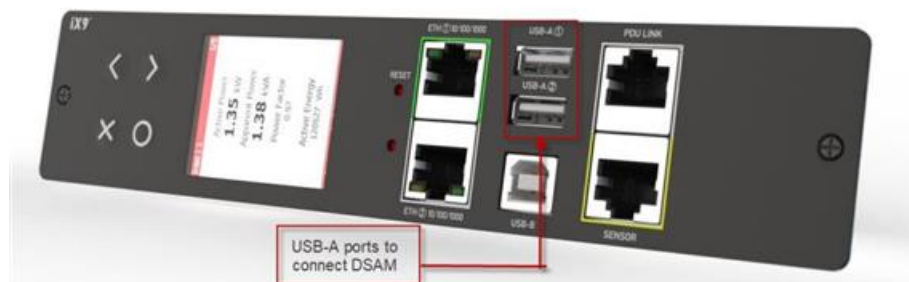 iX9
ETH ① 10/100/1000
USB-A ①
PDU LINK
RESET
USB-A ②
Active Power
1.35 kW
Apparent Power
1.38 kVA
Power Factor
0.97
Active Energy
Wh
ETH ② 10/100/1000
USB-B
SENSOR
USB-A ports to
connect DSAM